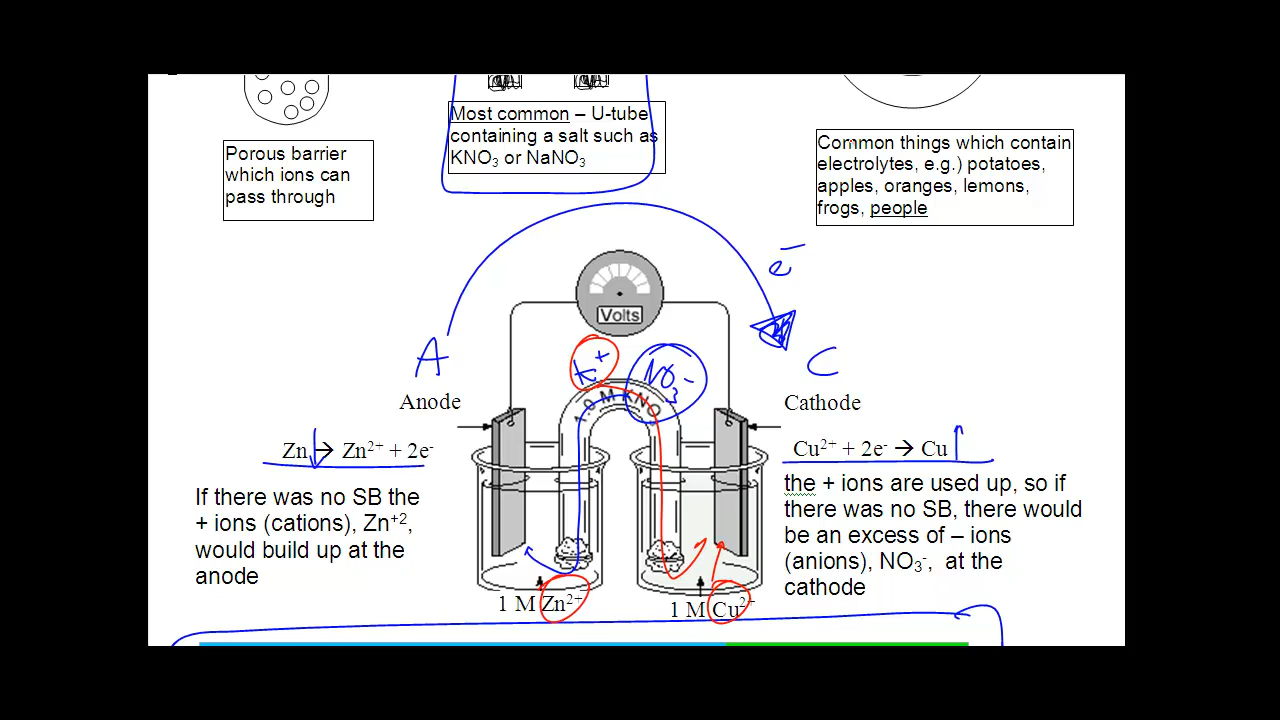 Porous barrier
which ions can
pass through
Most common – U-tube
containing a salt such as
KNO3 or NaNO3
Common things which contain
electrolytes, e.g.) potatoes,
apples, oranges, lemons,
frogs, people
e-
Volts
A
K+
NO3-
C
1.0 M KNO
Anode
Cathode
Zn → Zn2+ + 2e-
Cu2+ + 2e- → Cu
If there was no SB the
+ ions (cations), Zn+2,
would build up at the
anode
the + ions are used up, so if
there was no SB, there would
be an excess of – ions
(anions), NO3-, at the
cathode
1 M Zn2+
1 M Cu2+